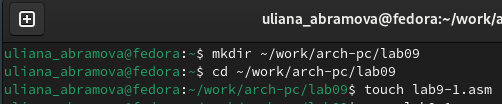 uliana_abramova@fedora:~/work/a
uliana_abramova@fedora:~$ mkdir ~/work/arch-pc/lab09
uliana_abramova@fedora:~$ cd ~/work/arch-pc/lab09
uliana_abramova@fedora:~/work/arch-pc/lab09$ touch lab9-1.asm